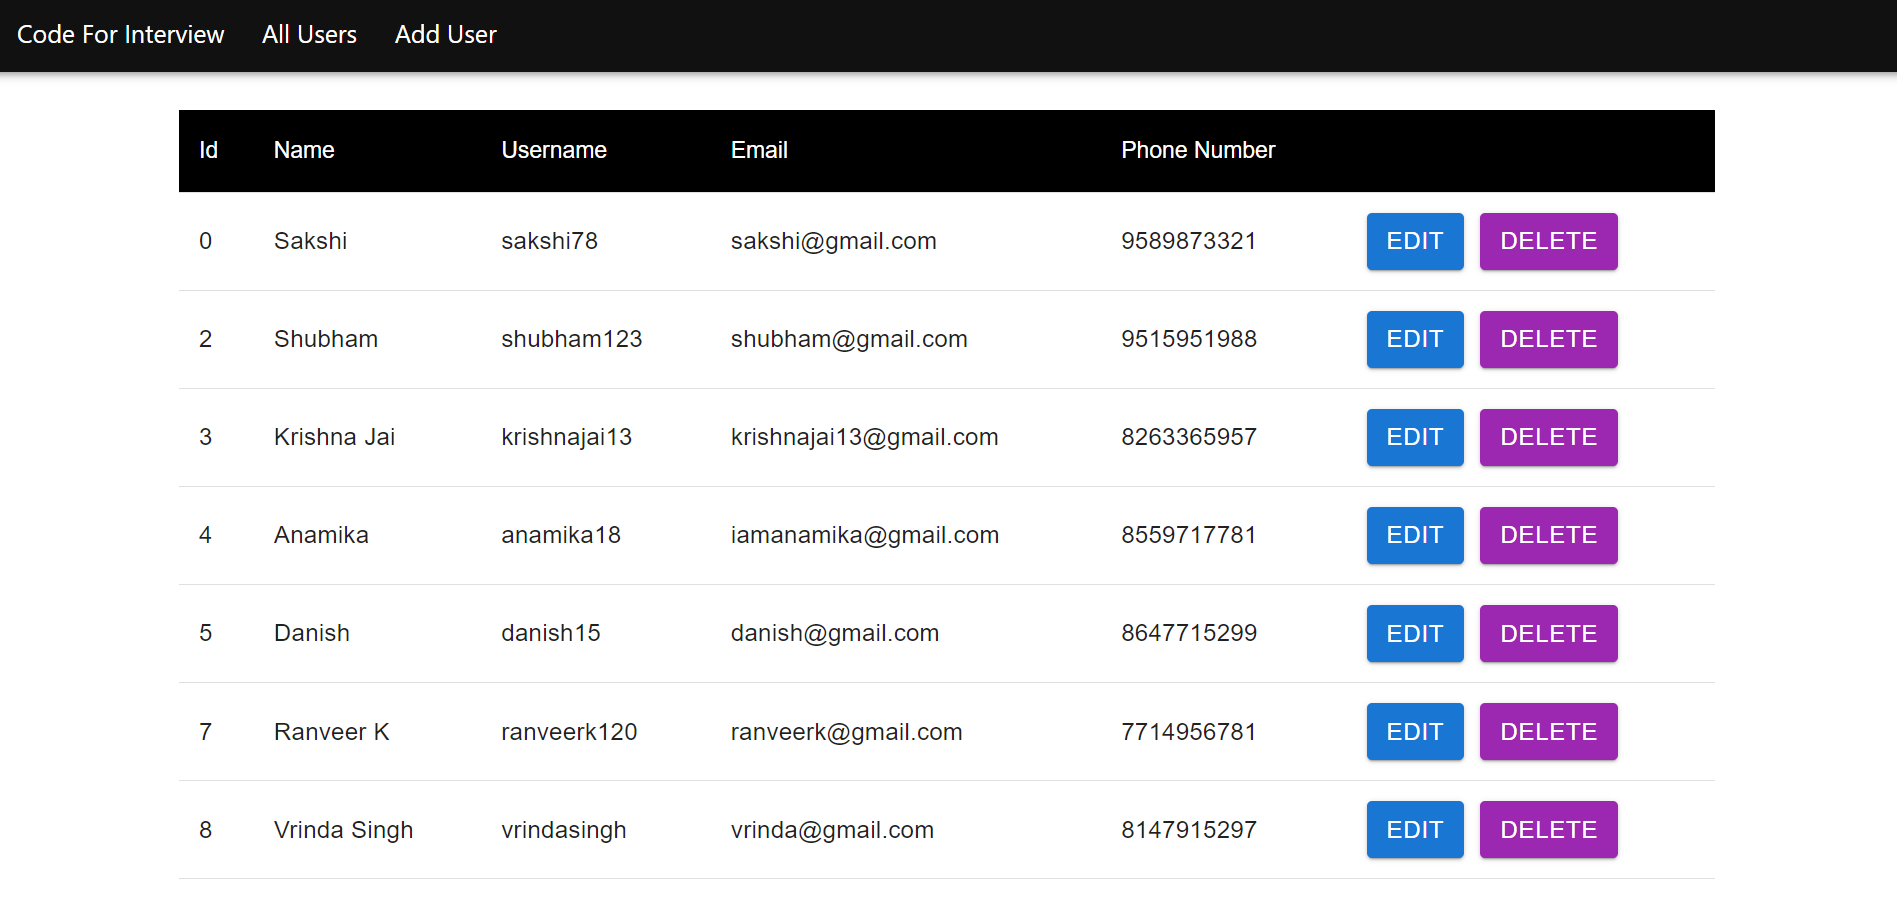 Code For Interview All Users Add User
Id Name Username Email Phone Number
0 Sakshi sakshi78 sakshi@gmail.com 9589873321 EDIT DELETE
2 Shubham shubham123 shubham@gmail.com 9515951988 EDIT DELETE
3 Krishna Jai krishnajai13 krishnajai13@gmail.com 8263365957 EDIT DELETE
4 Anamika anamika18 iamanamika@gmail.com 8559717781 EDIT DELETE
5 Danish danish15 danish@gmail.com 8647715299 EDIT DELETE
7 Ranveer K ranveerk120 ranveerk@gmail.com 7714956781 EDIT DELETE
8 Vrinda Singh vrindasingh vrinda@gmail.com 8147915297 EDIT DELETE